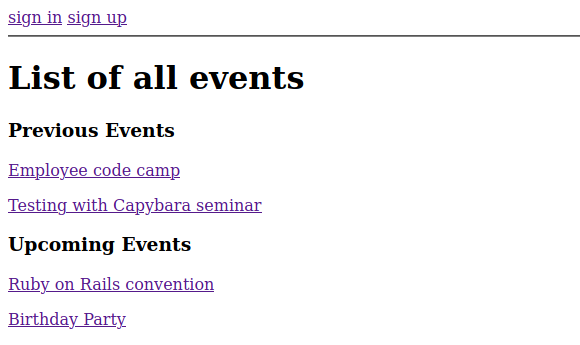 sign in sign up
List of all events
Previous Events
Employee code camp
Testing with Capybara seminar
Upcoming Events
Ruby on Rails convention
Birthday Party